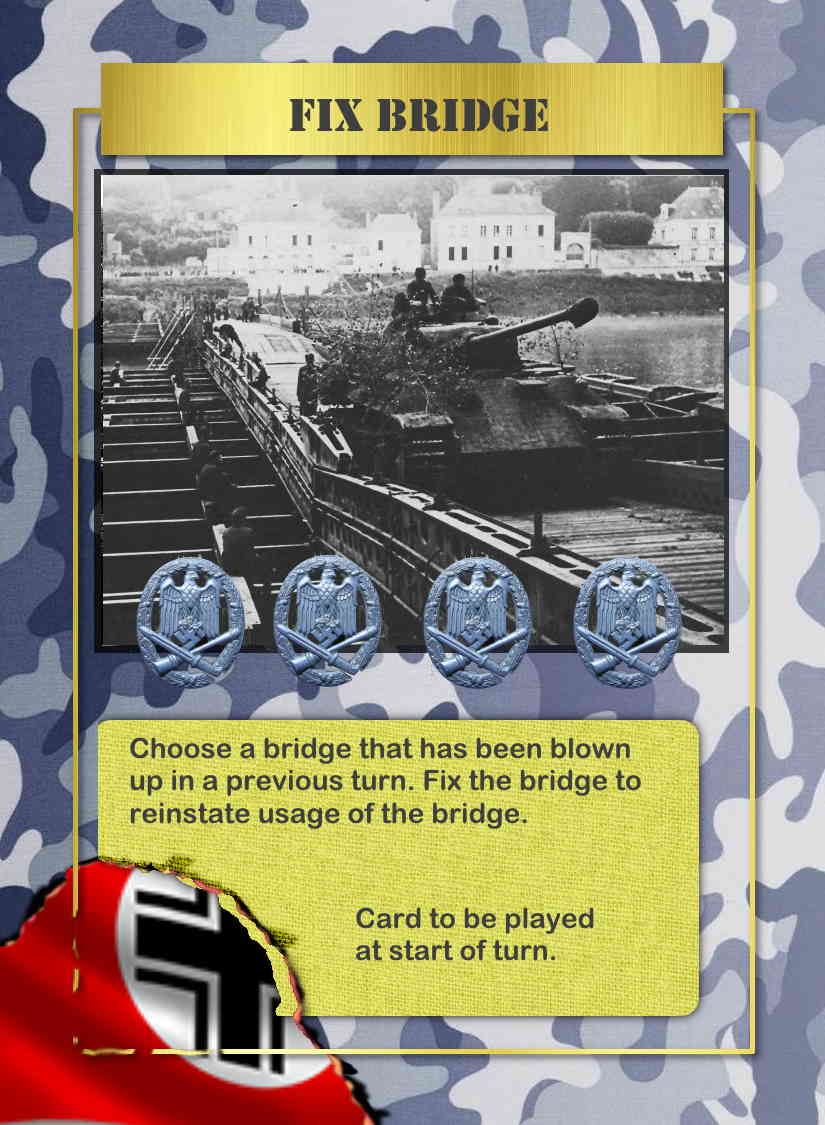 FIX BRIDGE
Choose a bridge that has been blown
up in a previous turn. Fix the bridge to
reinstate usage of the bridge.
Card to be played
at start of turn.